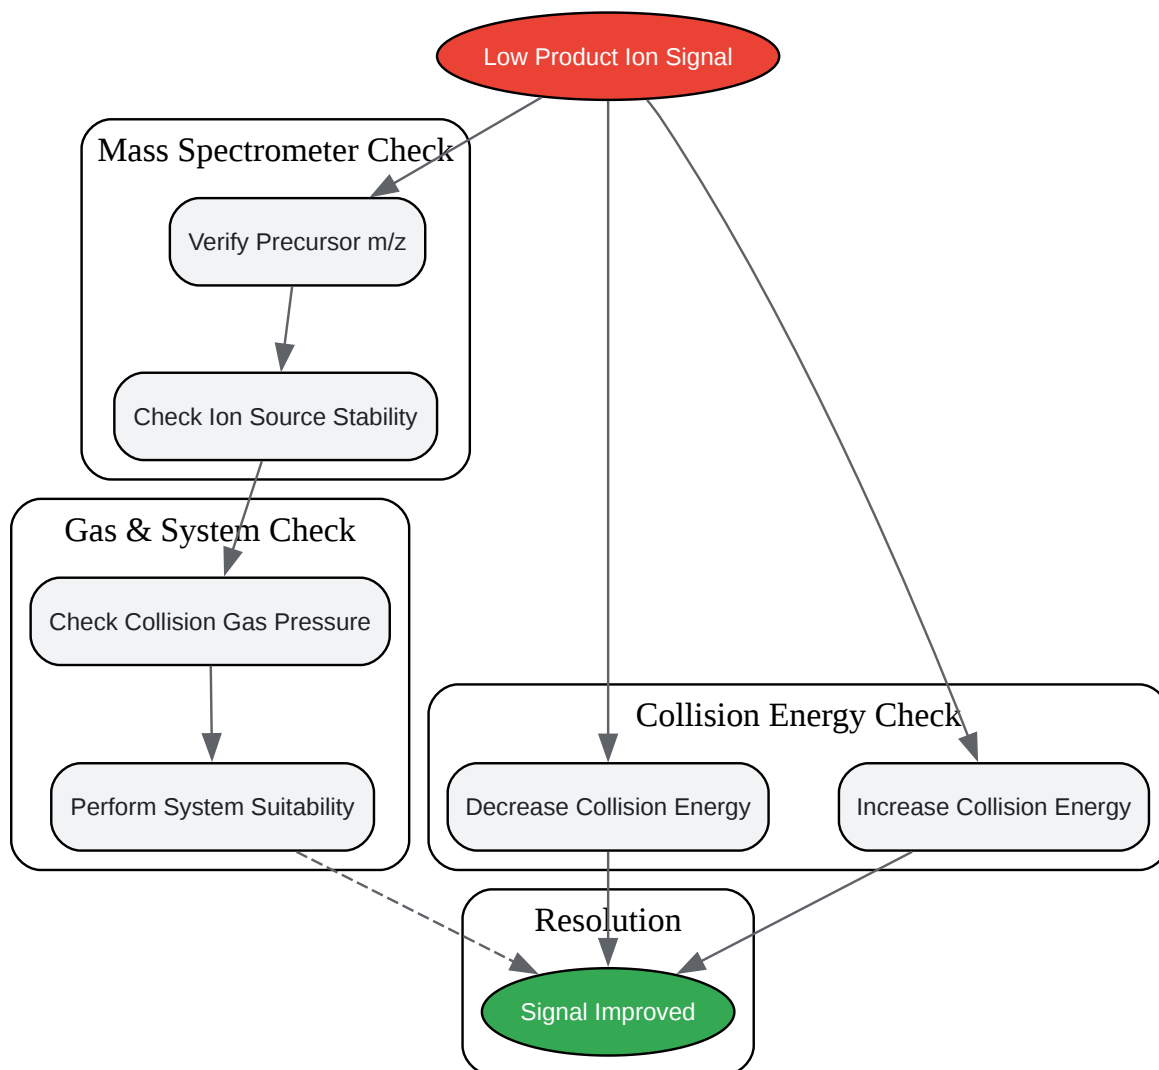 Low Product Ion Signal
Mass Spectrometer Check
Verify Precursor m/z
Check Ion Source Stability
Gas & System Check
Check Collision Gas Pressure
Collision Energy Check
Perform System Suitability
Decrease Collision Energy
Increase Collision Energy
Resolution
Signal Improved